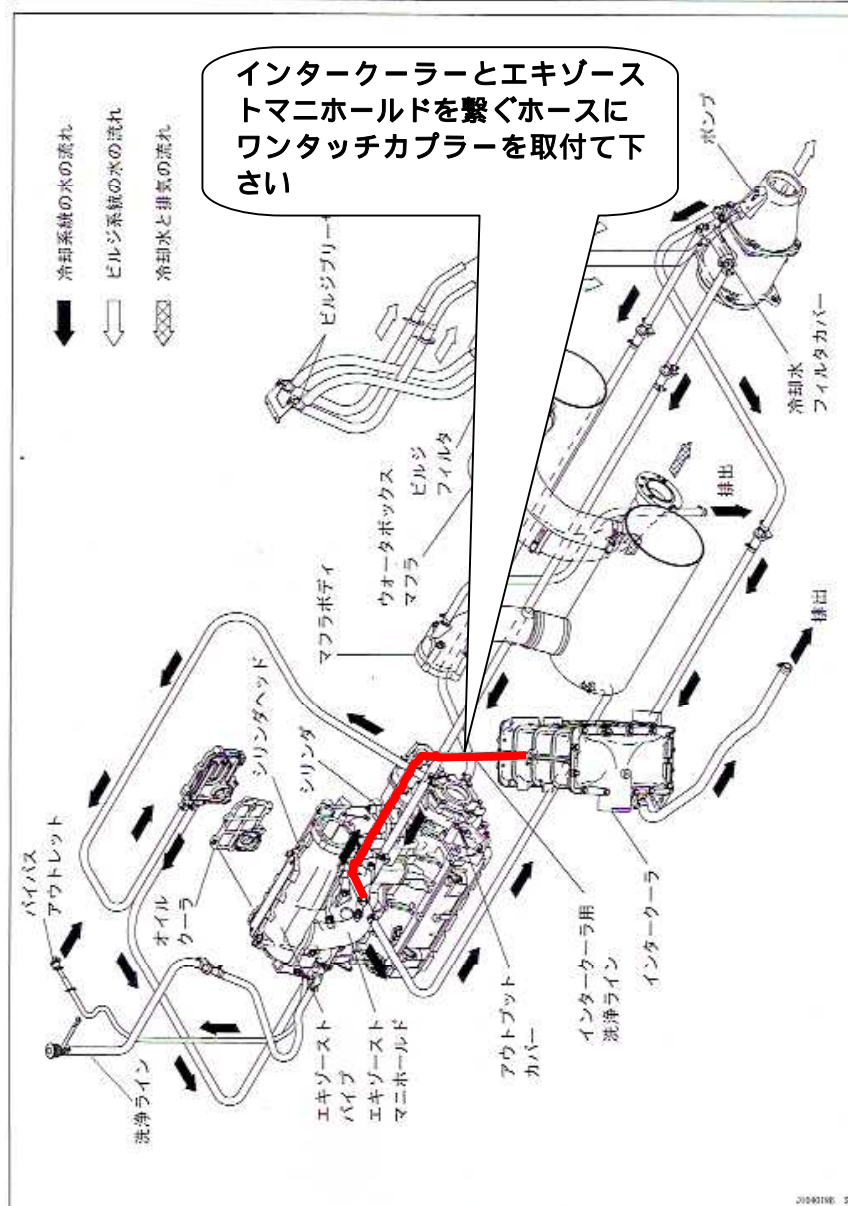 インタークーラーとエキゾース
トマニホールドを繋ぐホースに
ワンタッチカプラーを取付て下
さい
冷却系統の水の流れ
ビルジ系統の水の流れ
冷却水と排気の流れ
ビルジブリー
ポンプ
冷却水
フィルタカバー
ビルジ
フィルタ
ウォータボックス
マフラ
マフラボディ
排出
排出
シリンダヘッド
シリンダ
バイパス
アウトレット
オイル
クーラ
洗浄ライン
エキゾースト
パイプ
エキゾースト
マニホールド
アウトプット
カバー
インタークーラ用
洗浄ライン
インタークーラ